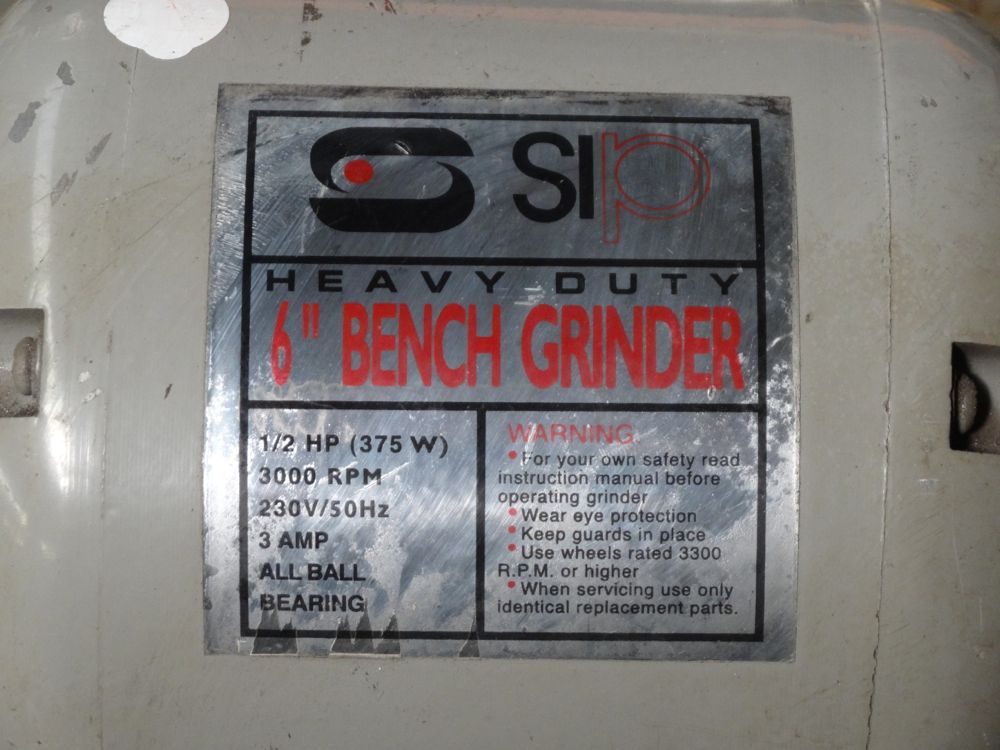 SIP
HEAVY DUTY
6" BENCH GRINDER
1/2 HP (375 W)
3000 RPM
230V/50Hz
3 AMP
ALL BALL
BEARING
WARNING
• For your own safety read
instruction manual before
operating grinder
• Wear eye protection
• Keep guards in place
• Use wheels rated 3300
R.P.M. or higher
• When servicing use only
identical replacement parts.